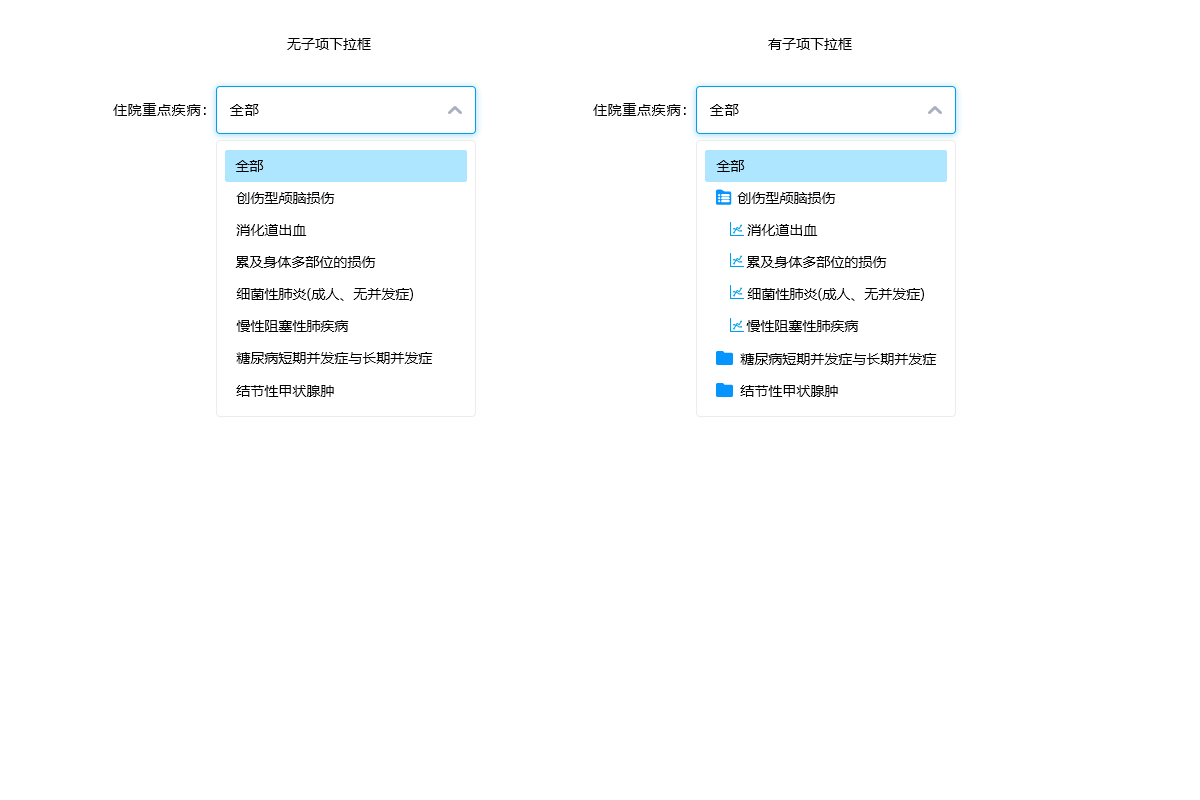 无子项下拉框
住院重点疾病：
全部
全部
创伤型颅脑损伤
消化道出血
累及身体多部位的损伤
细菌性肺炎(成人、无并发症)
慢性阻塞性肺疾病
糖尿病短期并发症与长期并发症
结节性甲状腺肿
有子项下拉框
住院重点疾病：
全部
全部
创伤型颅脑损伤
消化道出血
累及身体多部位的损伤
细菌性肺炎(成人、无并发症)
慢性阻塞性肺疾病
糖尿病短期并发症与长期并发症
结节性甲状腺肿